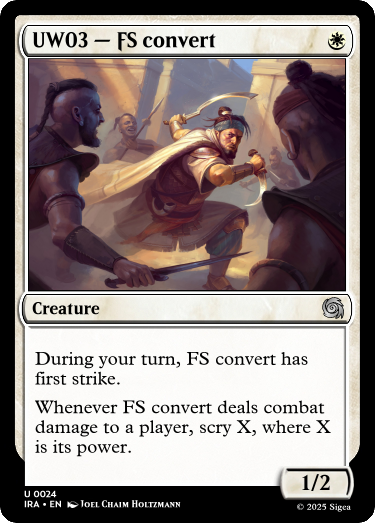 UW03 — FS convert
Creature
During your turn, FS convert has
first strike.
Whenever FS convert deals combat
damage to a player, scry X, where X
is its power.
1/2
U 0024
IRA • EN Joel Chaim Holtzmann
© 2025 Sigea